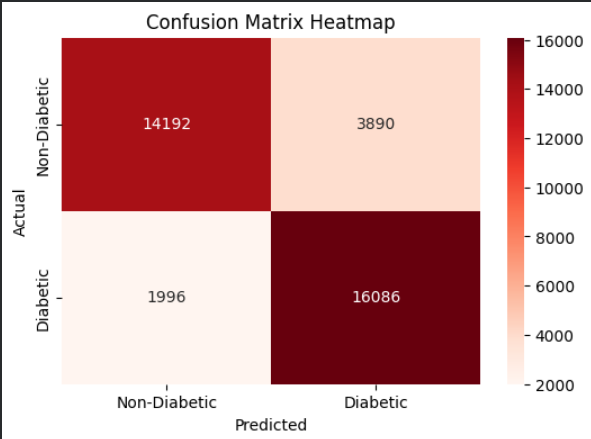 Confusion Matrix Heatmap
Actual
Non-Diabetic
14192 3890
Diabetic
1996 16086
Non-Diabetic Diabetic
Predicted
16000
14000
12000
10000
8000
6000
4000
2000